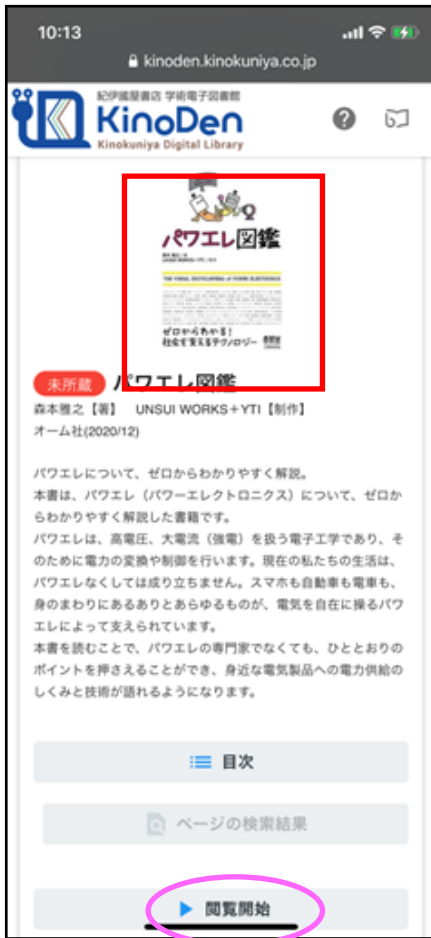 10:13
kinoden.kinokuniya.co.jp
紀伊國屋書店 学術電子図書館
KinoDen
Kinokuniya Digital Library
パワエレ図鑑
THE VISUAL ENCYCLOPEDIA of POWER ELECTRONICS
ゼロからわかる!
社会を支えるテクノロジー
未所蔵 パワエレ図鑑
森本雅之【著】 UNSUI WORKS+YTI【制作】
オーム社(2020/12)
パワエレについて、ゼロからわかりやすく解説。
本書は、パワエレ(パワーエレクトロニクス)について、ゼロか
らわかりやすく解説した書籍です。
パワエレは、高電圧、大電流(強電)を扱う電子工学であり、そ
のために電力の変換や制御を行います。現在の私たちの生活は、
パワエレなくしては成り立ちません。スマホも自動車も電車も、
身のまわりにあるありとあらゆるものが、電気を自在に操るパワ
エレによって支えられています。
本書を読むことで、パワエレの専門家でなくても、ひととおりの
ポイントを押さえることができ、身近な電気製品への電力供給の
しくみと技術が語れるようになります。
目次
ページの検索結果
閲覧開始